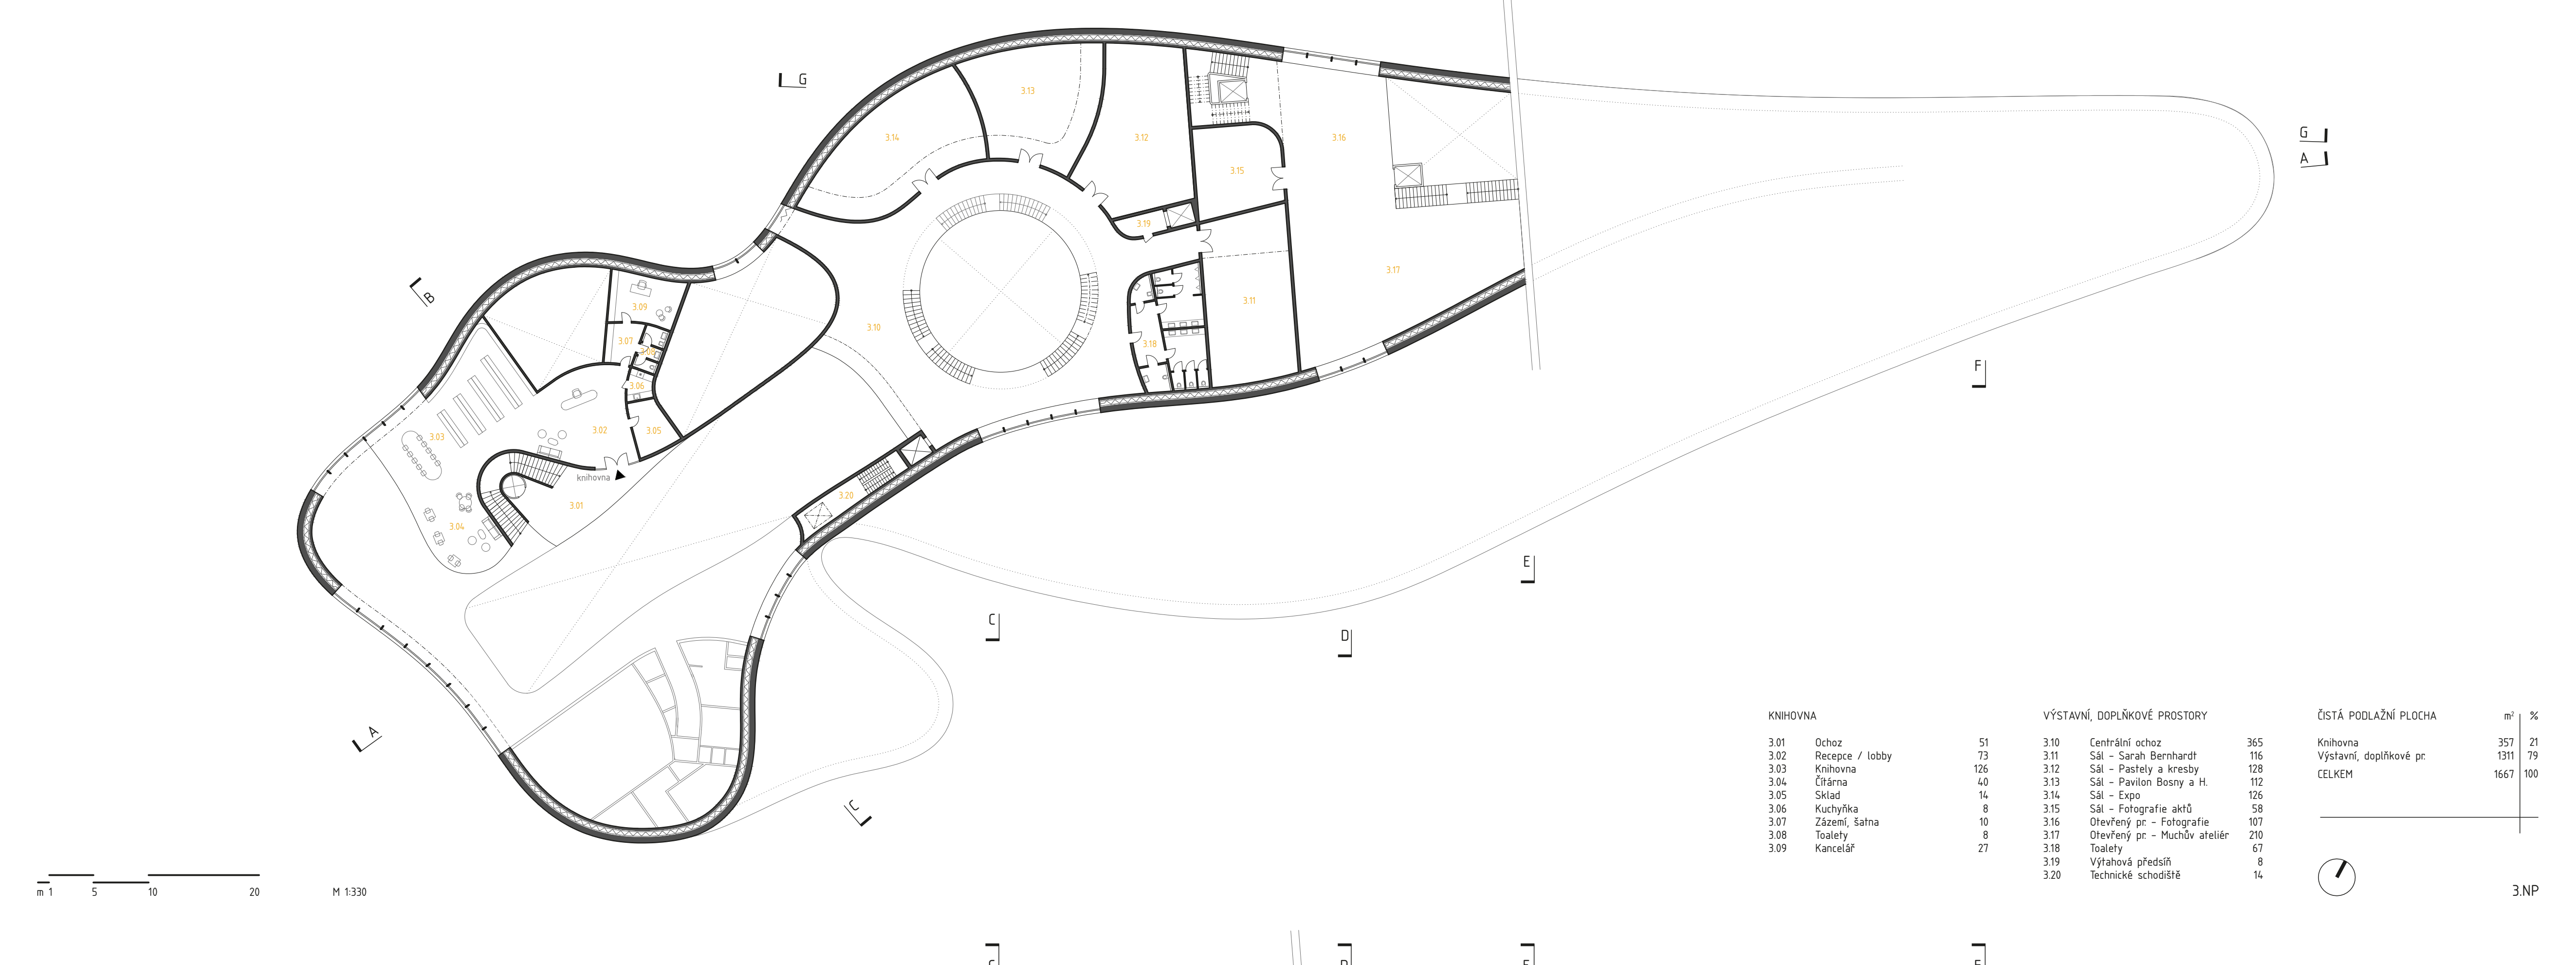 G
3.13
3.14
3.12
3.16
3.15
G
A
3.19
3.17
B
3.09
3.11
3.10
3.07
3.08
3.18
3.06
F
3.03
3.02
3.05
knihovna
3.20
3.01
3.04
E
C
D
A
C
KNIHOVNA
3.01 Ochoz 51
3.02 Recepce / lobby 73
3.03 Knihovna 126
3.04 Čítárna 40
3.05 Sklad 14
3.06 Kuchyňka 8
3.07 Zázemí, šatna 10
3.08 Toalety 8
3.09 Kancelář 27
VÝSTAVNÍ, DOPLŇKOVÉ PROSTORY
3.10 Centrální ochoz 365
3.11 Sál - Sarah Bernhardt 116
3.12 Sál - Pastely a kresby 128
3.13 Sál - Pavilon Bosny a H. 112
3.14 Sál - Expo 126
3.15 Sál - Fotografie aktů 58
3.16 Otevřený pr. - Fotografie 107
3.17 Otevřený pr. - Muchův ateliér 210
3.18 Toalety 67
3.19 Výtahová předsíň 8
3.20 Technické schodiště 14
ČISTÁ PODLAŽNÍ PLOCHA m² %
Knihovna 357 21
Výstavní, doplňkové pr. 1311 79
CELKEM 1667 100
m 1 5 10 20
M 1:330
3.NP